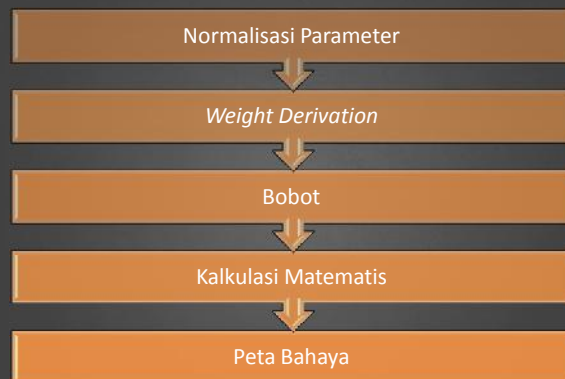 Normalisasi Parameter
Weight Derivation
Bobot
Kalkulasi Matematis
Peta Bahaya